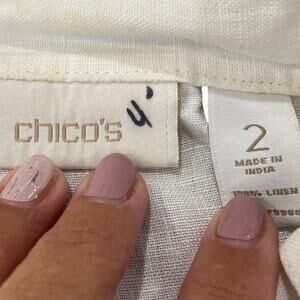 chico's
2
MADE IN
INDIA
100% LINEN